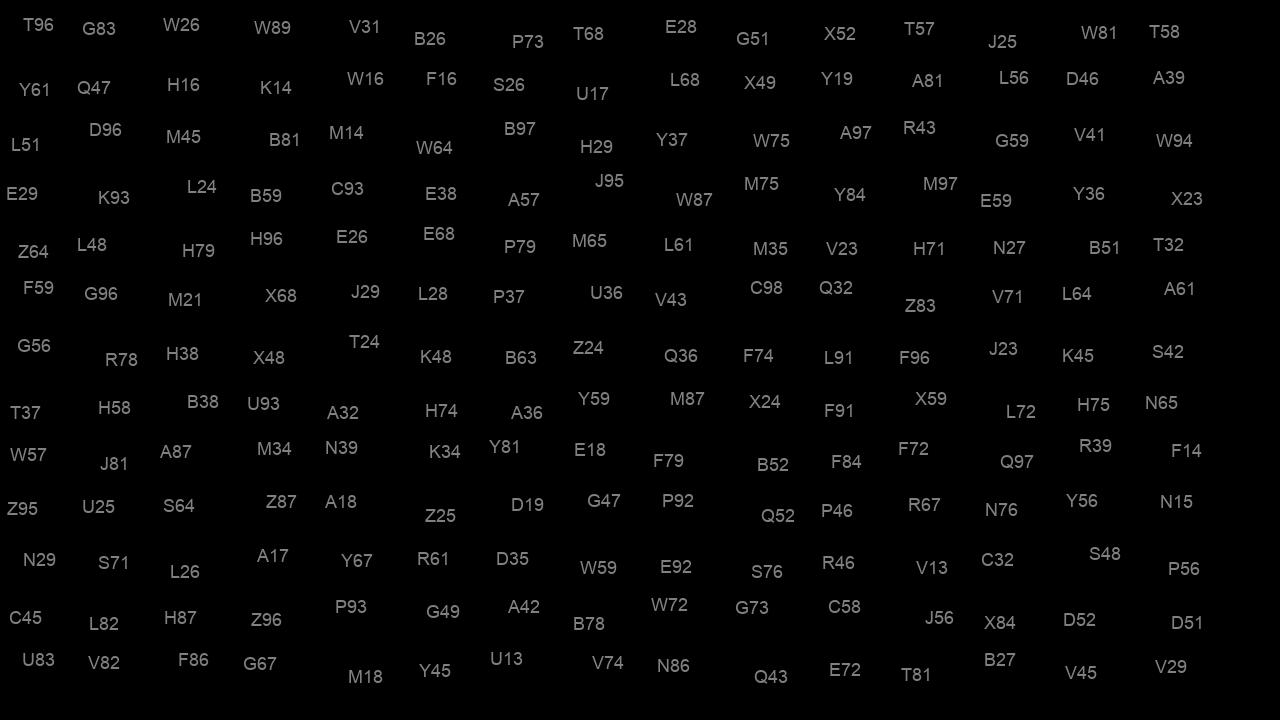 T96 G83 W26 W89 V31 B26 P73 T68 E28 G51 X52 T57 J25 W81 T58
Y61 Q47 H16 K14 W16 F16 S26 U17 L68 X49 Y19 A81 L56 D46 A39
L51 D96 M45 B81 M14 W64 B97 H29 Y37 W75 A97 R43 G59 V41 W94
E29 K93 L24 B59 C93 E38 A57 J95 W87 M75 Y84 M97 E59 Y36 X23
Z64 L48 H79 H96 E26 E68 P79 M65 L61 M35 V23 H71 N27 B51 T32
F59 G96 M21 X68 J29 L28 P37 U36 V43 C98 Q32 Z83 V71 L64 A61
G56 R78 H38 X48 T24 K48 B63 Z24 Q36 F74 L91 F96 J23 K45 S42
T37 H58 B38 U93 A32 H74 A36 Y59 M87 X24 F91 X59 L72 H75 N65
W57 J81 A87 M34 N39 K34 Y81 E18 F79 B52 F84 F72 Q97 R39 F14
Z95 U25 S64 Z87 A18 Z25 D19 G47 P92 Q52 P46 R67 N76 Y56 N15
N29 S71 L26 A17 Y67 R61 D35 W59 E92 S76 R46 V13 C32 S48 P56
C45 L82 H87 Z96 P93 G49 A42 B78 W72 G73 C58 J56 X84 D52 D51
U83 V82 F86 G67 M18 Y45 U13 V74 N86 Q43 E72 T81 B27 V45 V29